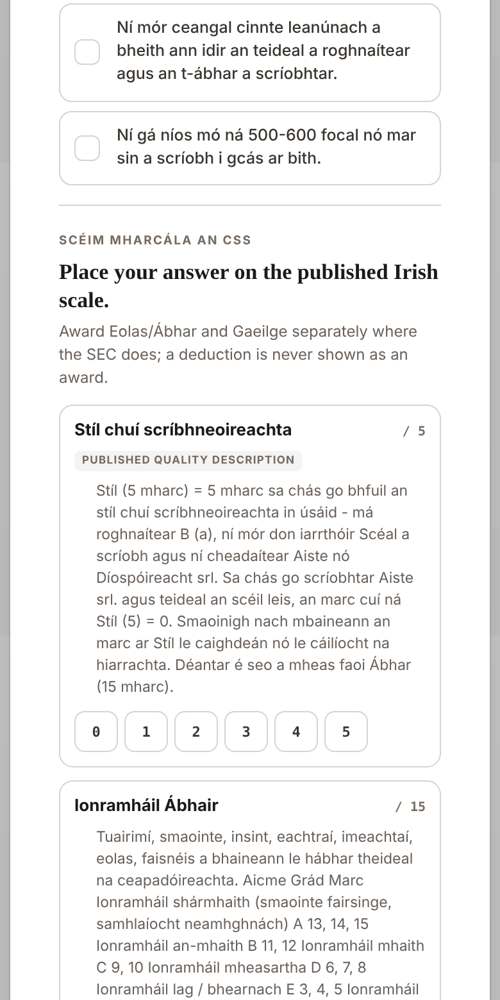 Ní mór ceangal cinnte leanúnach a
bheith ann idir an teideal a roghnaítear
agus an t-ábhar a scríobhtar.
Ní gá níos mó ná 500-600 focal nó mar
sin a scríobh i gcás ar bith.
SCÉIM MHARCÁLA AN CSS
Place your answer on the published Irish
scale.
Award Eolas/Ábhar and Gaeilge separately where
the SEC does; a deduction is never shown as an
award.
Stíl chuí scríbhneoireachta / 5
PUBLISHED QUALITY DESCRIPTION
Stíl (5 mharc) = 5 mharc sa chás go bhfuil an
stíl chuí scríbhneoireachta in úsáid - má
roghnaítear B (a), ní mór don iarrthóir Scéal a
scríobh agus ní cheadaítear Aiste nó
Díospóireacht srl. Sa chás go scríobhtar Aiste
srl. agus teideal an scéil leis, an marc cuí ná
Stíl (5) = 0. Smaoinigh nach mbaineann an
marc ar Stíl le caighdeán nó le cáilíocht na
hiarrachta. Déantar é seo a mheas faoi Ábhar
(15 mharc).
0 1 2 3 4 5
Ionramháil Ábhair / 15
Tuairimí, smaointe, insint, eachtraí, imeachtaí,
eolas, faisnéis a bhaineann le hábhar theideal
na ceapadóireachta. Aicme Grád Marc
Ionramháil shármhaith (smaointe fairsinge,
samhlaíocht neamhghnách) A 13, 14, 15
Ionramháil an-mhaith B 11, 12 Ionramháil mhaith
C 9, 10 Ionramháil mheasartha D 6, 7, 8
Ionramháil lag / bhearnach E 3, 4, 5 Ionramháil